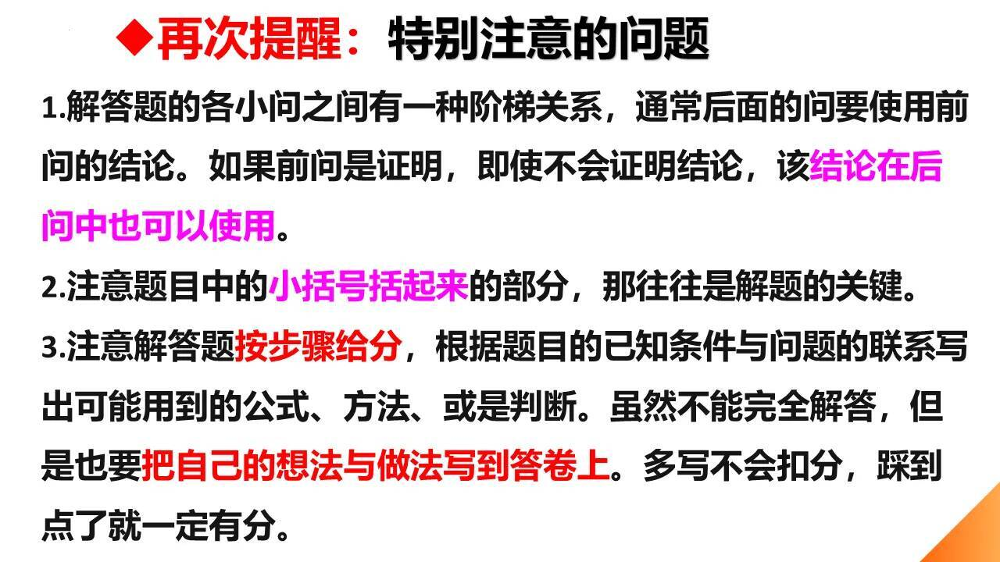 ◆再次提醒：特别注意的问题
1.解答题的各小问之间有一种阶梯关系，通常后面的问要使用前
问的结论。如果前问是证明，即使不会证明结论，该结论在后
问中也可以使用。
2.注意题目中的小括号括起来的部分，那往往是解题的关键。
3.注意解答题按步骤给分，根据题目的已知条件与问题的联系写
出可能用到的公式、方法、或是判断。虽然不能完全解答，但
是也要把自己的想法与做法写到答卷上。多写不会扣分，踩到
点了就一定有分。